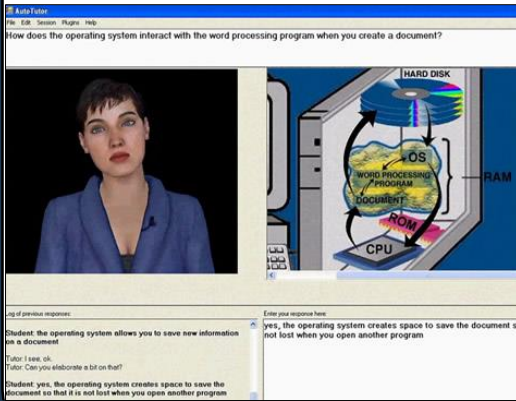 AutoTutor
File Edit Session Plugins Help
How does the operating system interact with the word processing program when you create a document?
HARD DISK
OS
WORD PROCESSING
PROGRAM
DOCUMENT
RAM
ROM
CPU
Log of previous responses:
Student: the operating system allows you to save new information
on a document
Tutor: I see, ok.
Tutor: Can you elaborate a bit on that?
Student: yes, the operating system creates space to save the
document so that it is not lost when you open another program
Enter your response here:
yes, the operating system creates space to save the document s
not lost when you open another program